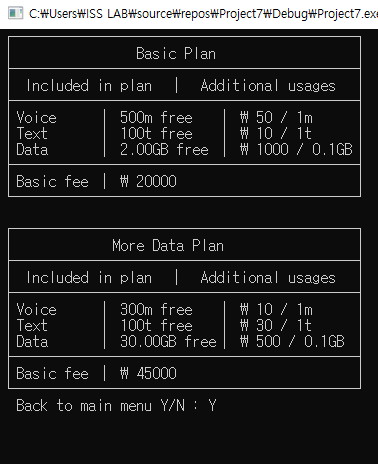 C:₩Users₩ISS LAB₩source₩repos₩Project7₩Debug₩Project7.exe
Basic Plan
Included in plan | Additional usages
Voice | 500m free | ₩ 50 / 1m
Text | 100t free | ₩ 10 / 1t
Data | 2.00GB free | ₩ 1000 / 0.1GB
Basic fee | ₩ 20000
More Data Plan
Included in plan | Additional usages
Voice | 300m free | ₩ 10 / 1m
Text | 100t free | ₩ 30 / 1t
Data | 30.00GB free | ₩ 500 / 0.1GB
Basic fee | ₩ 45000
Back to main menu Y/N : Y